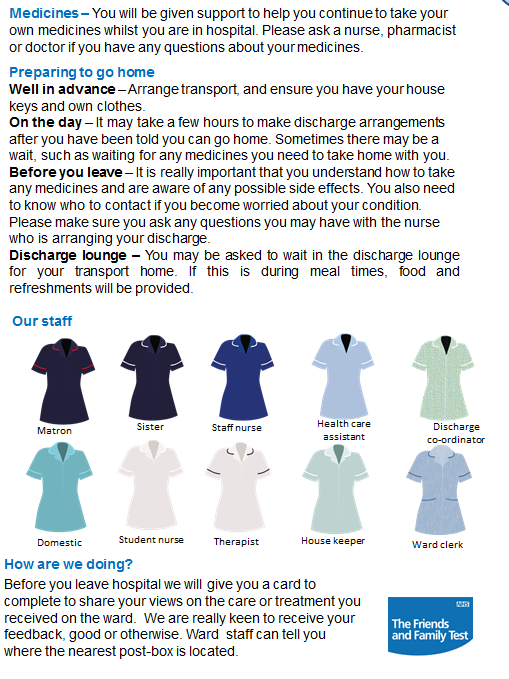 Medicines – You will be given support to help you continue to take your
own medicines whilst you are in hospital. Please ask a nurse, pharmacist
or doctor if you have any questions about your medicines.
Preparing to go home
Well in advance – Arrange transport, and ensure you have your house
keys and own clothes.
On the day – It may take a few hours to make discharge arrangements
after you have been told you can go home. Sometimes there may be a
wait, such as waiting for any medicines you need to take home with you.
Before you leave – It is really important that you understand how to take
any medicines and are aware of any possible side effects. You also need
to know who to contact if you become worried about your condition.
Please make sure you ask any questions you may have with the nurse
who is arranging your discharge.
Discharge lounge – You may be asked to wait in the discharge lounge
for your transport home. If this is during meal times, food and
refreshments will be provided.
Our staff
Matron
Sister
Staff nurse
Health care
assistant
Discharge
co-ordinator
Domestic
Student nurse
Therapist
House keeper
Ward clerk
How are we doing?
Before you leave hospital we will give you a card to
complete to share your views on the care or treatment you
received on the ward. We are really keen to receive your
feedback, good or otherwise. Ward staff can tell you
where the nearest post-box is located.
NHS
The Friends
and Family Test